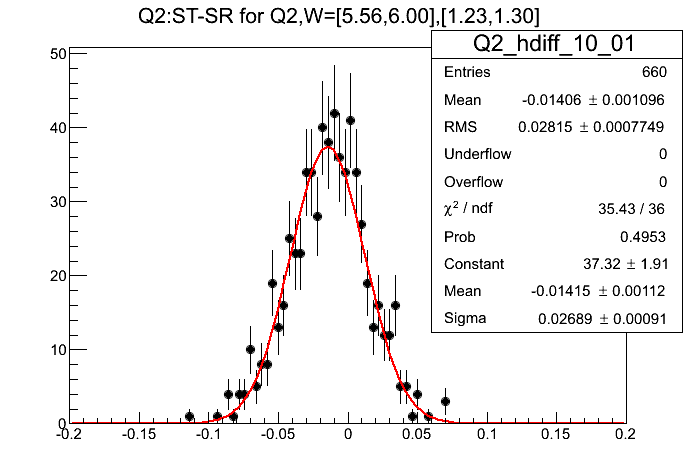 Q2:ST-SR for Q2,W=[5.56,6.00],[1.23,1.30]
Q2_hdiff_10_01
Entries 660
Mean -0.01406 ± 0.001096
RMS 0.02815 ± 0.0007749
Underflow 0
Overflow 0
χ² / ndf 35.43 / 36
Prob 0.4953
Constant 37.32 ± 1.91
Mean -0.01415 ± 0.00112
Sigma 0.02689 ± 0.00091
50
40
30
20
10
0
-0.2 -0.15 -0.1 -0.05 0 0.05 0.1 0.15 0.2